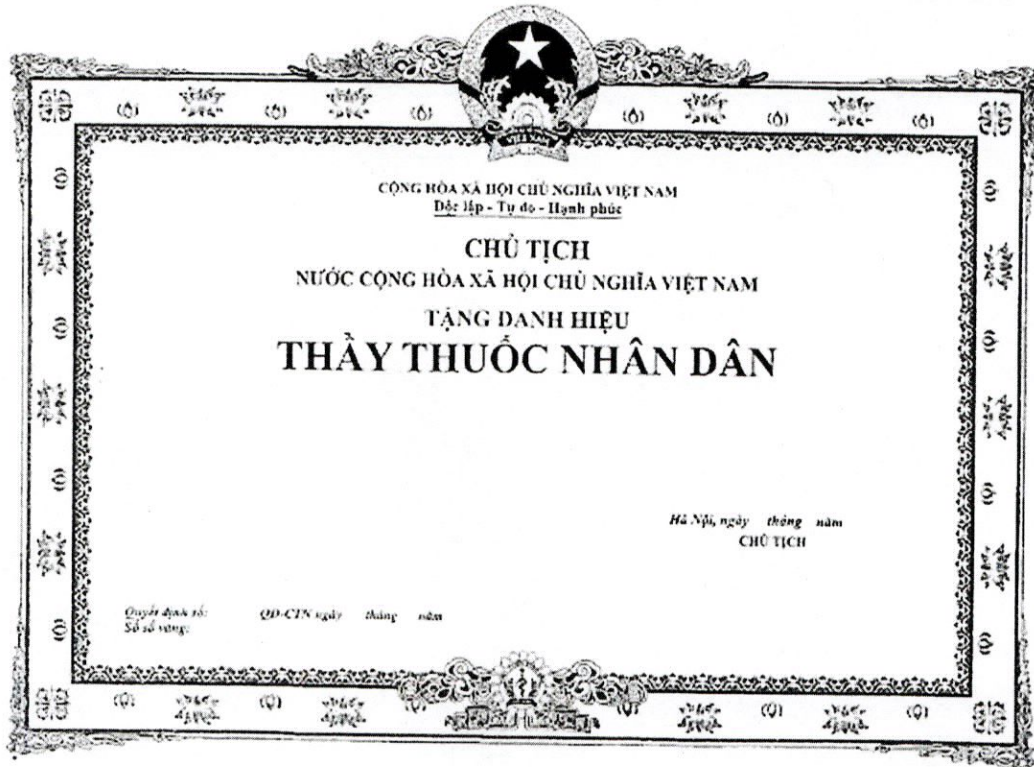 CỘNG HÒA XÃ HỘI CHỦ NGHĨA VIỆT NAM
Độc lập - Tự do - Hạnh phúc
CHỦ TỊCH
NƯỚC CỘNG HÒA XÃ HỘI CHỦ NGHĨA VIỆT NAM
TẶNG DANH HIỆU
THẦY THUỐC NHÂN DÂN
Hà Nội, ngày tháng năm
CHỦ TỊCH
Quyết định số: QĐ-CTN ngày tháng năm
Số sổ vàng: